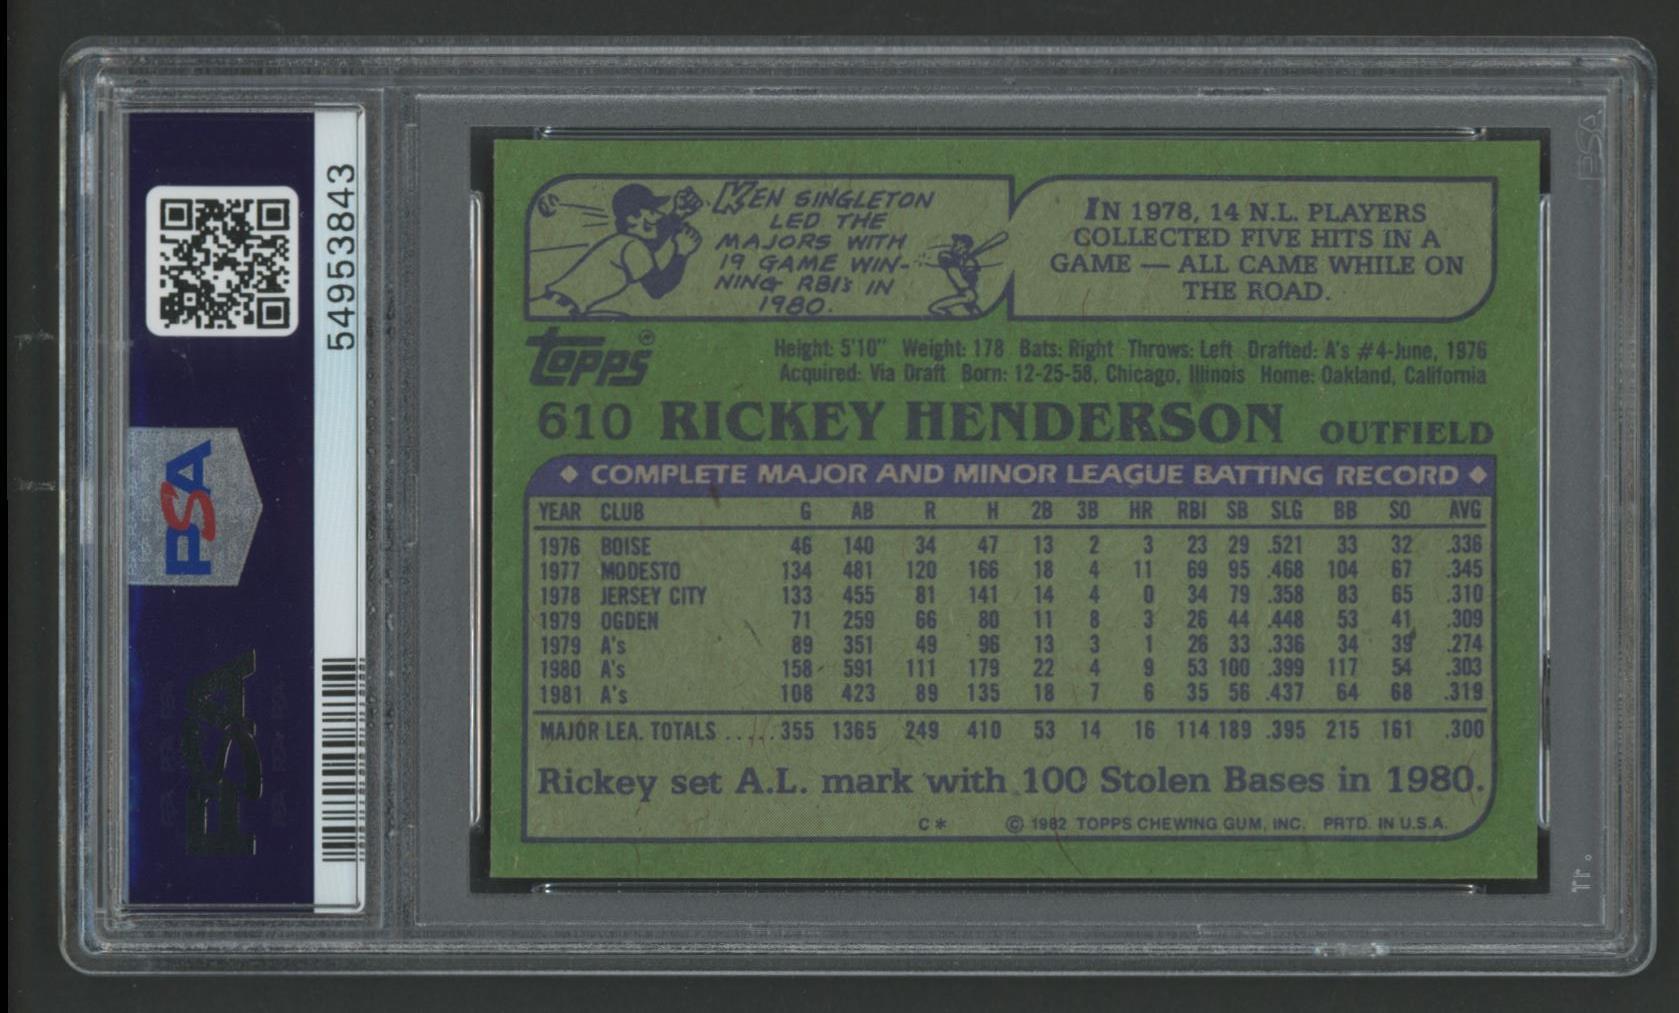 54953843
PSA
PSA
KEN SINGLETON
LED THE
MAJORS WITH
19 GAME WIN-
NING RBI's IN
1980.
IN 1978, 14 N.L. PLAYERS
COLLECTED FIVE HITS IN A
GAME — ALL CAME WHILE ON
THE ROAD.
TOPPS®
Height: 5'10" Weight: 178 Bats: Right Throws: Left Drafted: A's #4-June, 1976
Acquired: Via Draft Born: 12-25-58, Chicago, Illinois Home: Oakland, California
610 RICKEY HENDERSON OUTFIELD
◆ COMPLETE MAJOR AND MINOR LEAGUE BATTING RECORD ◆
YEAR CLUB G AB R H 2B 3B HR RBI SB SLG BB SO AVG
1976 BOISE 46 140 34 47 13 2 3 23 29 .521 33 32 .336
1977 MODESTO 134 481 120 166 18 4 11 69 95 .468 104 67 .345
1978 JERSEY CITY 133 455 81 141 14 4 0 34 79 .358 83 65 .310
1979 OGDEN 71 259 66 80 11 8 3 26 44 .448 53 41 .309
1979 A's 89 351 49 96 13 3 1 26 33 .336 34 39 .274
1980 A's 158 591 111 179 22 4 9 53 100 .399 117 54 .303
1981 A's 108 423 89 135 18 7 6 35 56 .437 64 68 .319
MAJOR LEA. TOTALS ..... 355 1365 249 410 53 14 16 114 189 .395 215 161 .300
Rickey set A.L. mark with 100 Stolen Bases in 1980.
C* © 1982 TOPPS CHEWING GUM, INC. PRTD. IN U.S.A.
PSA